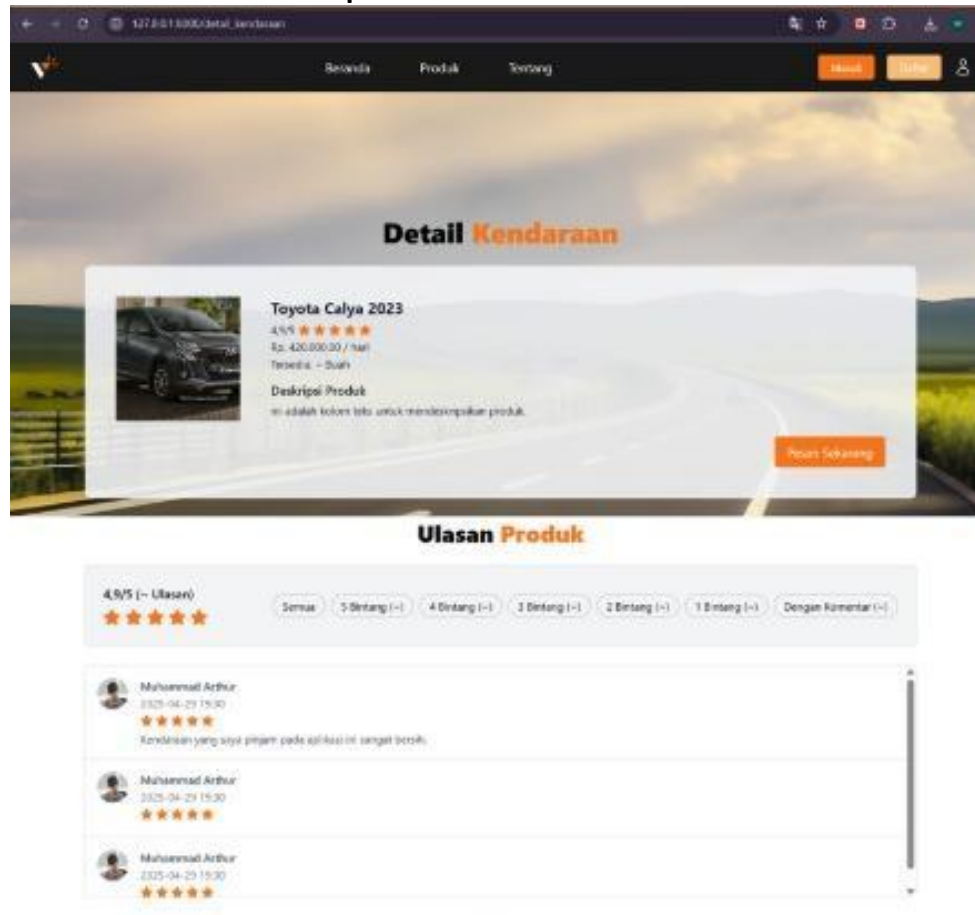 127.0.0.1:8000/detail_kendaraan
Beranda Produk Tentang Masuk Daftar
Detail Kendaraan
Toyota Calya 2023
4,9/5
Rp. 420.000.00 / hari
Tersedia: ~ Buah
Deskripsi Produk
Ini adalah kolom teks untuk mendeskripsikan produk.
Pesan Sekarang
Ulasan Produk
4,9/5 (~ Ulasan)
Semua 5 Bintang (~) 4 Bintang (~) 3 Bintang (~) 2 Bintang (~) 1 Bintang (~) Dengan Komentar (~)
Muhammad Arthur
2025-04-29 19:30
Kendaraan yang saya pinjam pada aplikasi ini sangat bersih.
Muhammad Arthur
2025-04-29 19:30
Muhammad Arthur
2025-04-29 19:30